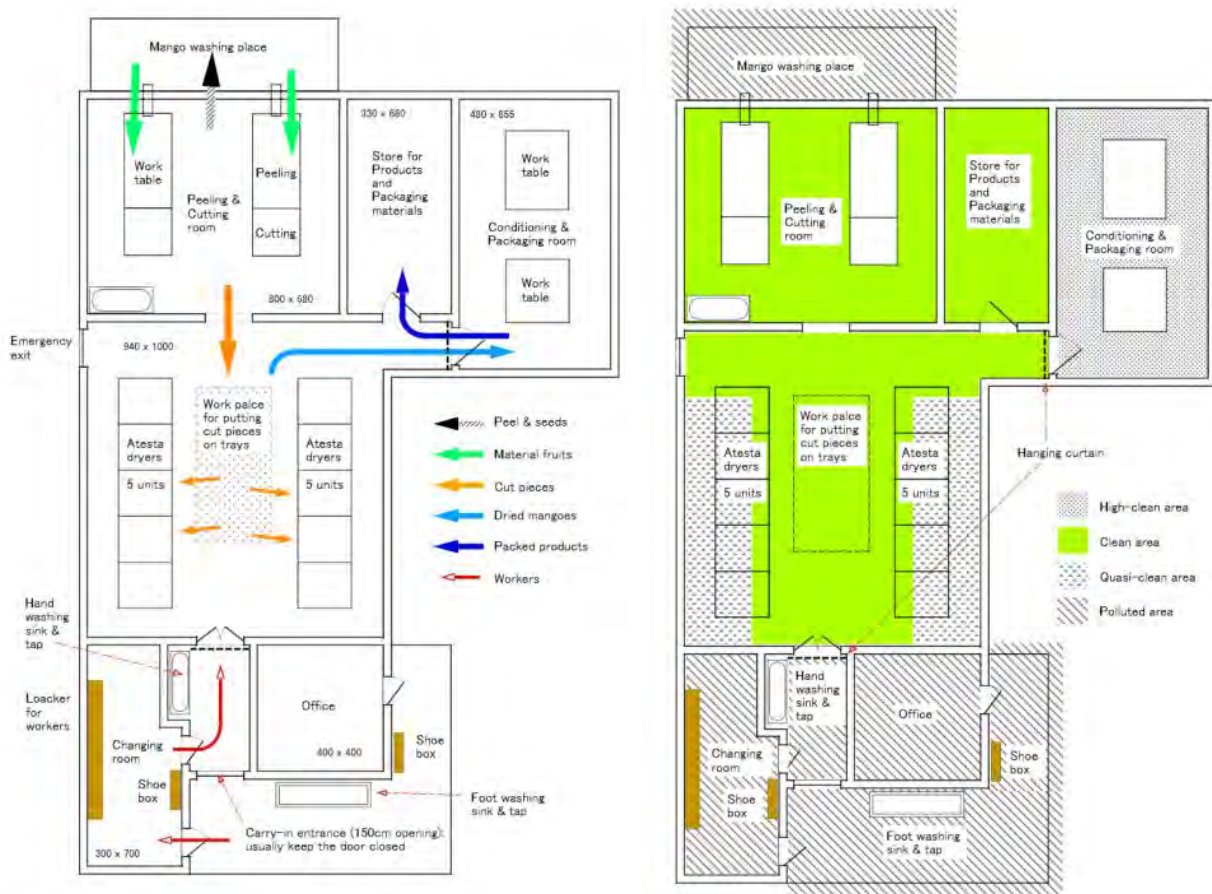 Mango washing place
330 x 680
480 x 655
Work
table
Peeling
Peeling &
Cutting
room
Cutting
Store for
Products
and
Packaging
materials
Work
table
Conditioning &
Packaging room
Work
table
800 x 680
Emergency
exit
940 x 1000
Work palce
for putting
cut pieces
on trays
Atesta
dryers
5 units
Atesta
dryers
5 units
Peel & seeds
Material fruits
Cut pieces
Dried mangoes
Packed products
Workers
Hand
washing
sink &
tap
Loacker
for
workers
Changing
room
Shoe
box
Office
400 x 400
Shoe
box
Foot washing
sink & tap
Carry-in entrance (150cm opening):
usually keep the door closed
300 x 700
Mango washing place
Peeling &
Cutting
room
Store for
Products
and
Packaging
materials
Conditioning &
Packaging room
Work palce
for putting
cut pieces
on trays
Atesta
dryers
5 units
Atesta
dryers
5 units
Hanging curtain
High-clean area
Clean area
Quasi-clean area
Polluted area
Hand
washing
sink &
tap
Office
Changing
room
Shoe
box
Shoe
box
Foot washing
sink & tap